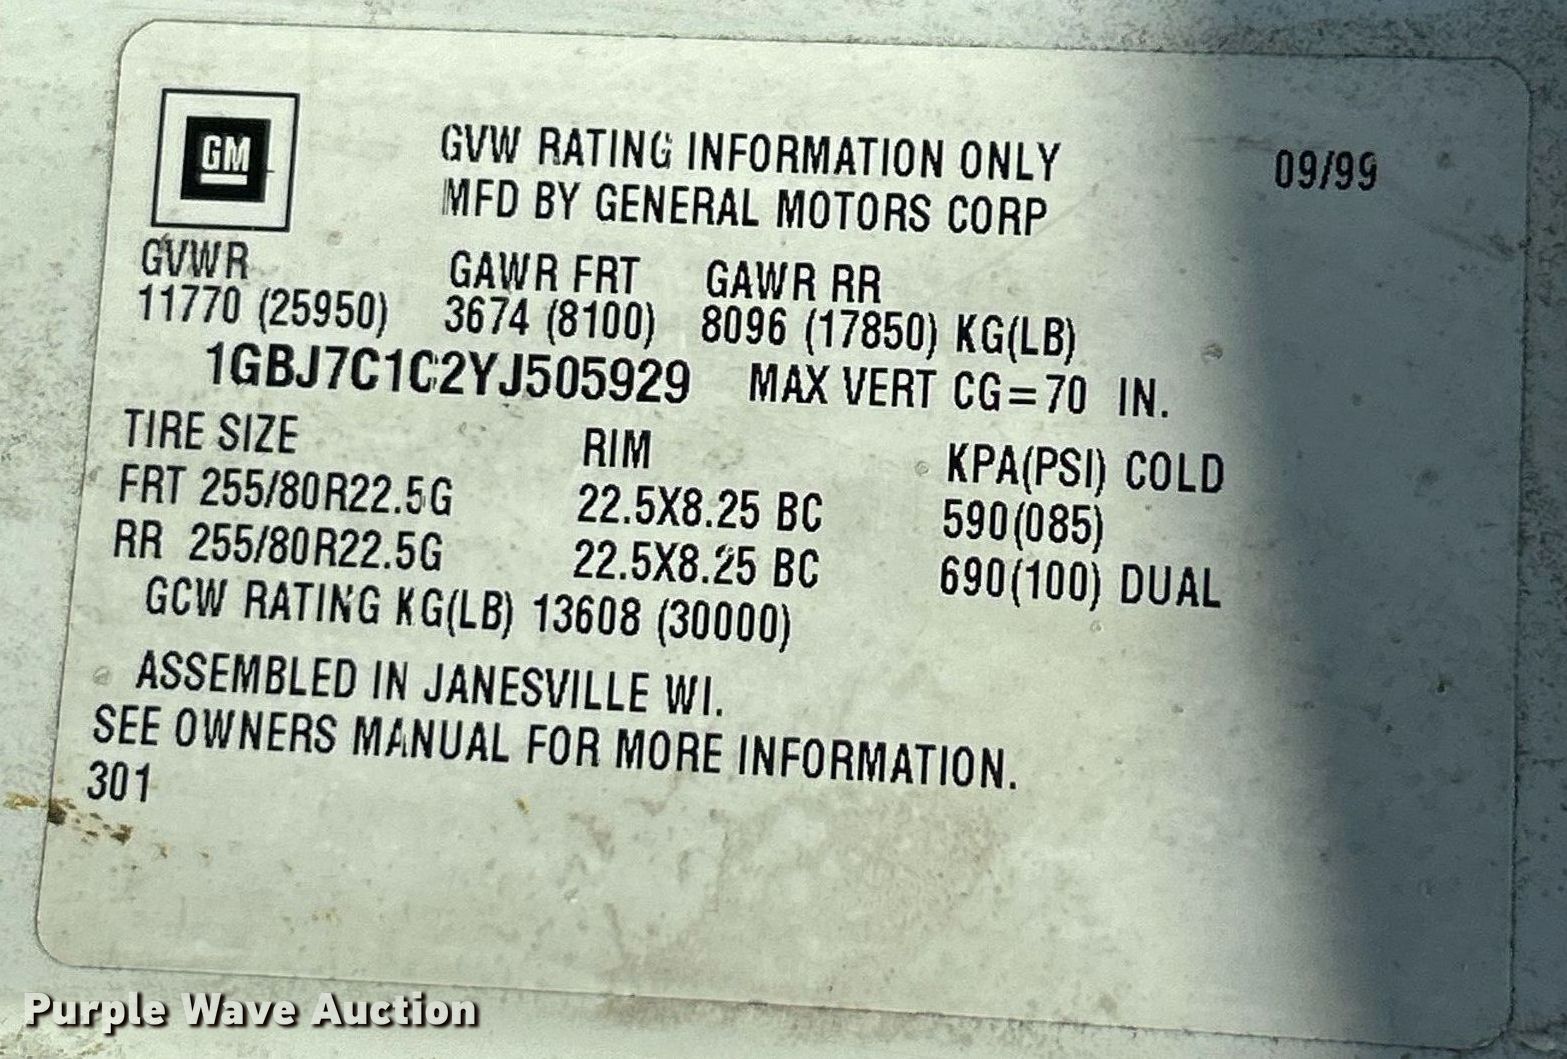 GM
GVW RATING INFORMATION ONLY 09/99
MFD BY GENERAL MOTORS CORP
GVWR GAWR FRT GAWR RR
11770 (25950) 3674 (8100) 8096 (17850) KG(LB)
1GBJ7C1C2YJ505929 MAX VERT CG=70 IN.
TIRE SIZE RIM KPA(PSI) COLD
FRT 255/80R22.5G 22.5X8.25 BC 590(085)
RR 255/80R22.5G 22.5X8.25 BC 690(100) DUAL
GCW RATING KG(LB) 13608 (30000)
ASSEMBLED IN JANESVILLE WI.
SEE OWNERS MANUAL FOR MORE INFORMATION.
301
Purple Wave Auction